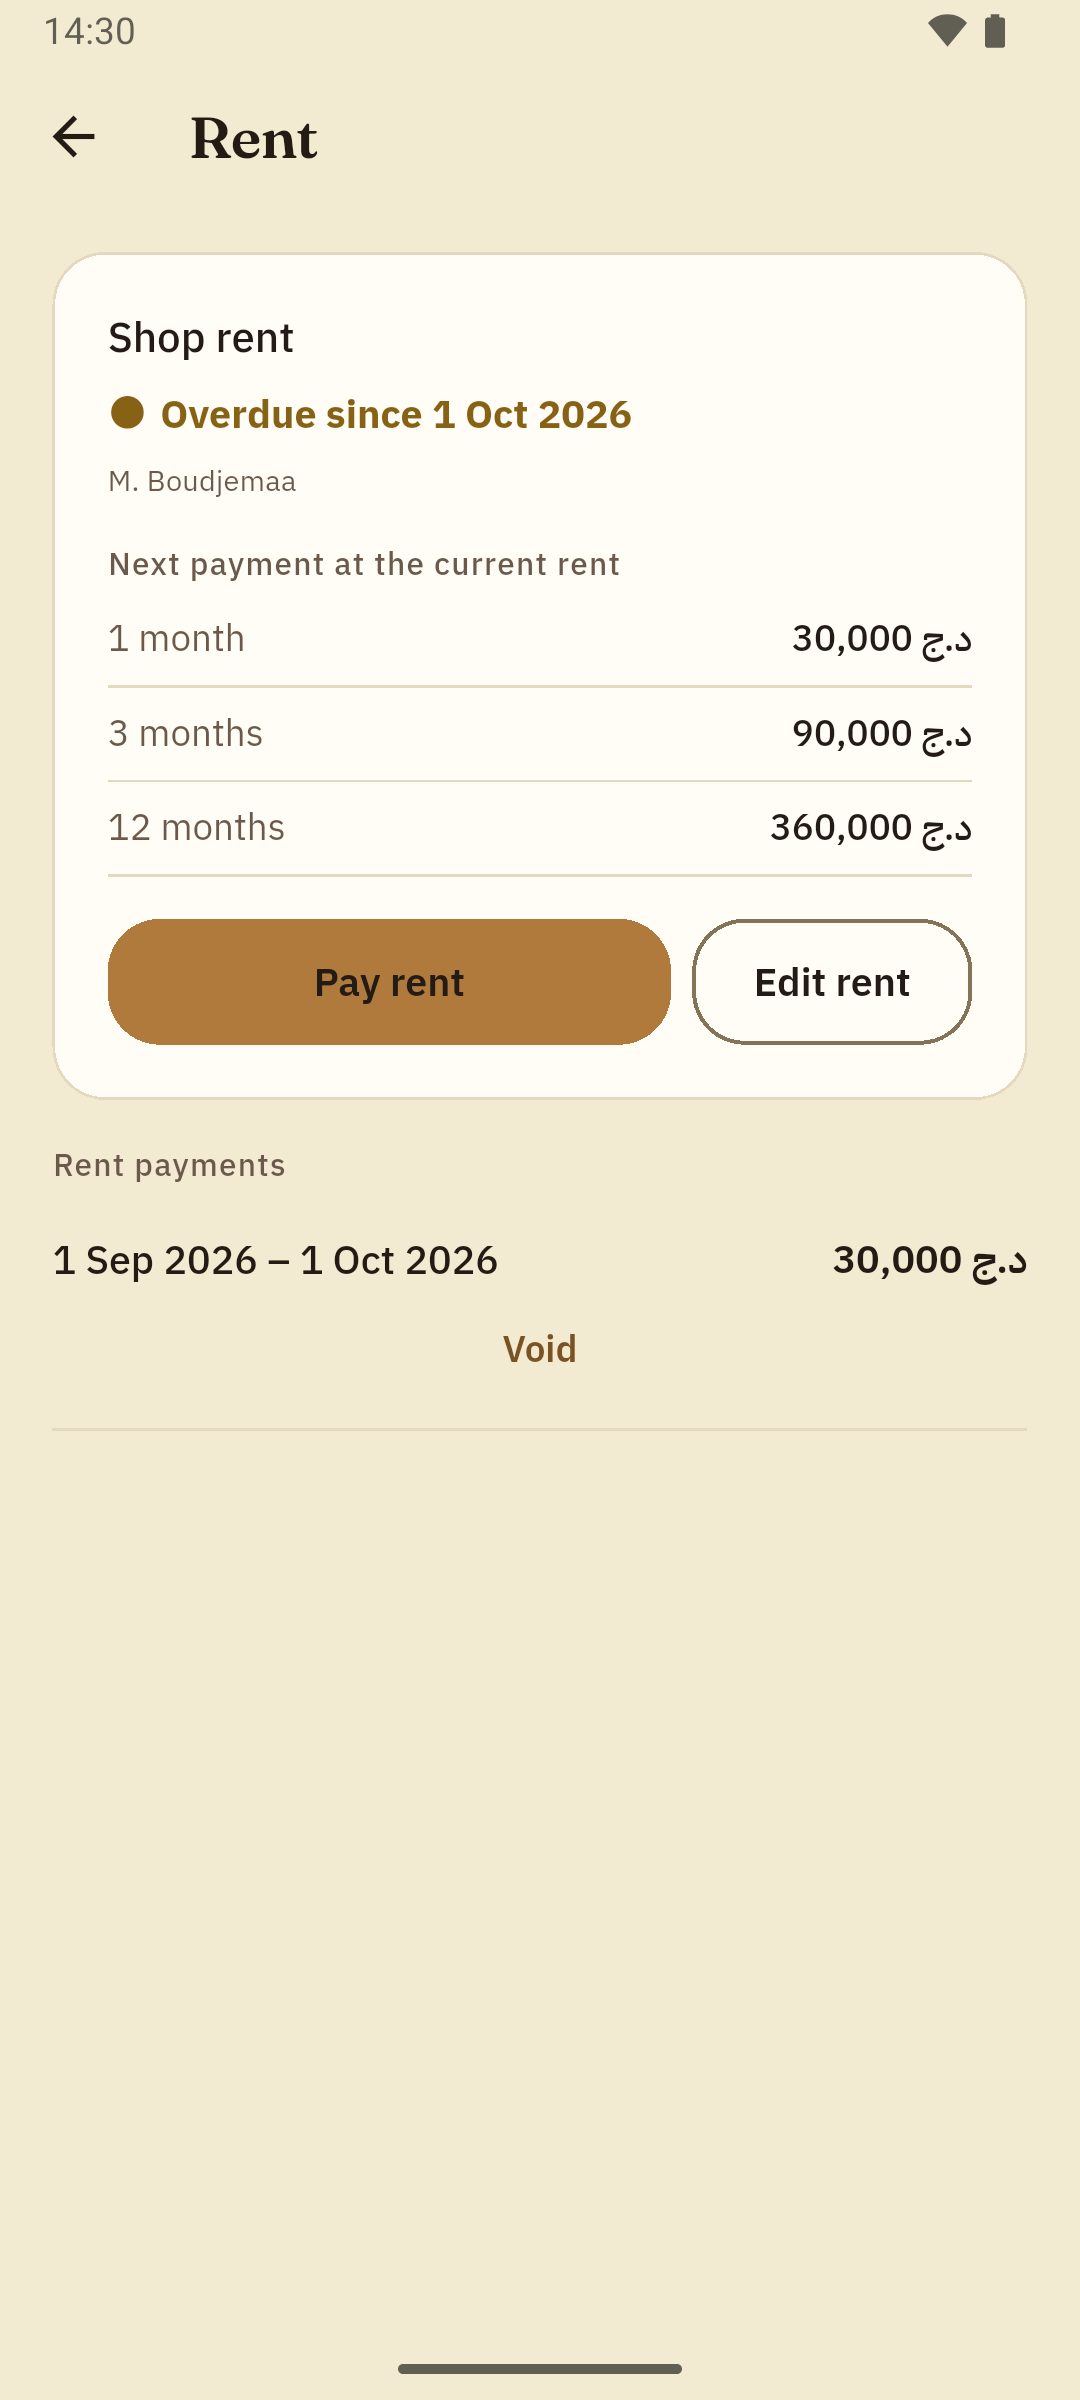 14:30
Rent
Shop rent
Overdue since 1 Oct 2026
M. Boudjemaa
Next payment at the current rent
1 month 30,000 د.ج
3 months 90,000 د.ج
12 months 360,000 د.ج
Pay rent Edit rent
Rent payments
1 Sep 2026 – 1 Oct 2026 30,000 د.ج
Void